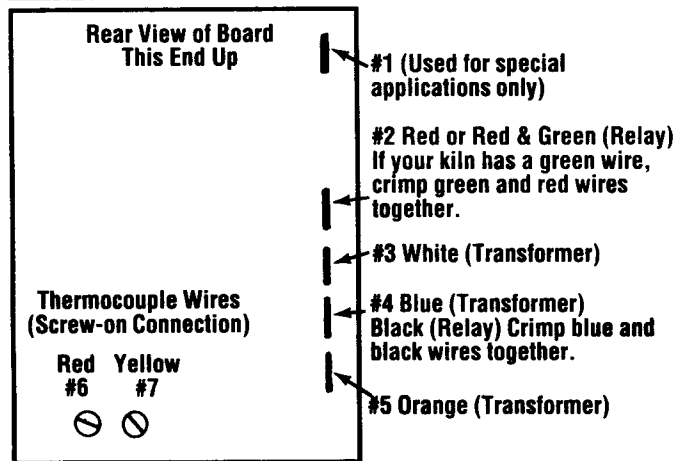 Rear View of Board
This End Up
#1 (Used for special
applications only)
#2 Red or Red & Green (Relay)
If your kiln has a green wire,
crimp green and red wires
together.
#3 White (Transformer)
Thermocouple Wires
(Screw-on Connection)
#4 Blue (Transformer)
Black (Relay) Crimp blue and
black wires together.
Red Yellow
#6 #7
#5 Orange (Transformer)